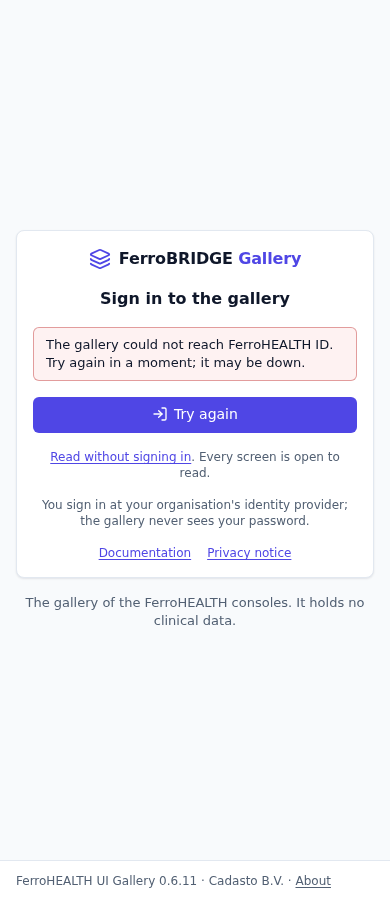 FerroBRIDGE Gallery
Sign in to the gallery
The gallery could not reach FerroHEALTH ID.
Try again in a moment; it may be down.
Try again
Read without signing in. Every screen is open to
read.
You sign in at your organisation's identity provider;
the gallery never sees your password.
Documentation Privacy notice
The gallery of the FerroHEALTH consoles. It holds no
clinical data.
FerroHEALTH UI Gallery 0.6.11 · Cadasto B.V. · About